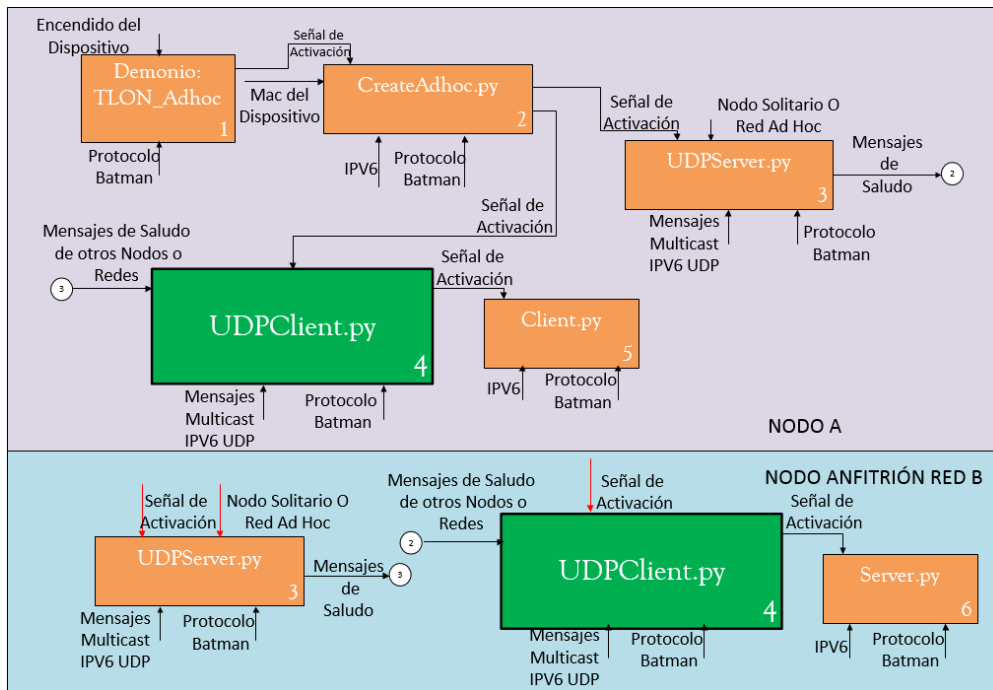 Encendido del
Dispositivo
Señal de
Activación
Demonio:
TLON_Adhoc
1
Protocolo
Batman
Mac del
Dispositivo
CreateAdhoc.py
2
IPV6
Protocolo
Batman
Señal de
Activación
Nodo Solitario O
Red Ad Hoc
UDPServer.py
3
Mensajes
de
Saludo
2
Mensajes
Multicast
IPV6 UDP
Protocolo
Batman
Señal de
Activación
Mensajes de Saludo
de otros Nodos o
Redes
3
UDPClient.py
4
Señal de
Activación
Client.py
5
IPV6
Protocolo
Batman
Mensajes
Multicast
IPV6 UDP
Protocolo
Batman
NODO A
NODO ANFITRIÓN RED B
Señal de
Activación
Nodo Solitario O
Red Ad Hoc
UDPServer.py
3
Mensajes
de
Saludo
3
Mensajes
Multicast
IPV6 UDP
Protocolo
Batman
Mensajes de Saludo
de otros Nodos o
Redes
2
Señal de
Activación
UDPClient.py
4
Mensajes
Multicast
IPV6 UDP
Protocolo
Batman
Señal de
Activación
Server.py
6
IPV6
Protocolo
Batman